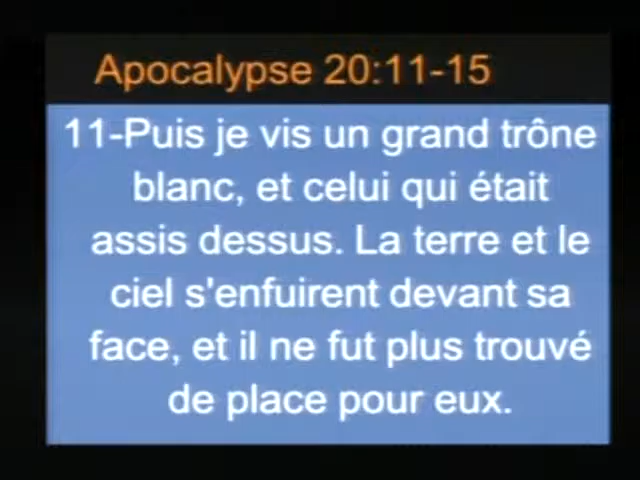 Apocalypse 20:11-15
11-Puis je vis un grand trône
blanc, et celui qui était
assis dessus. La terre et le
ciel s'enfuirent devant sa
face, et il ne fut plus trouvé
de place pour eux.